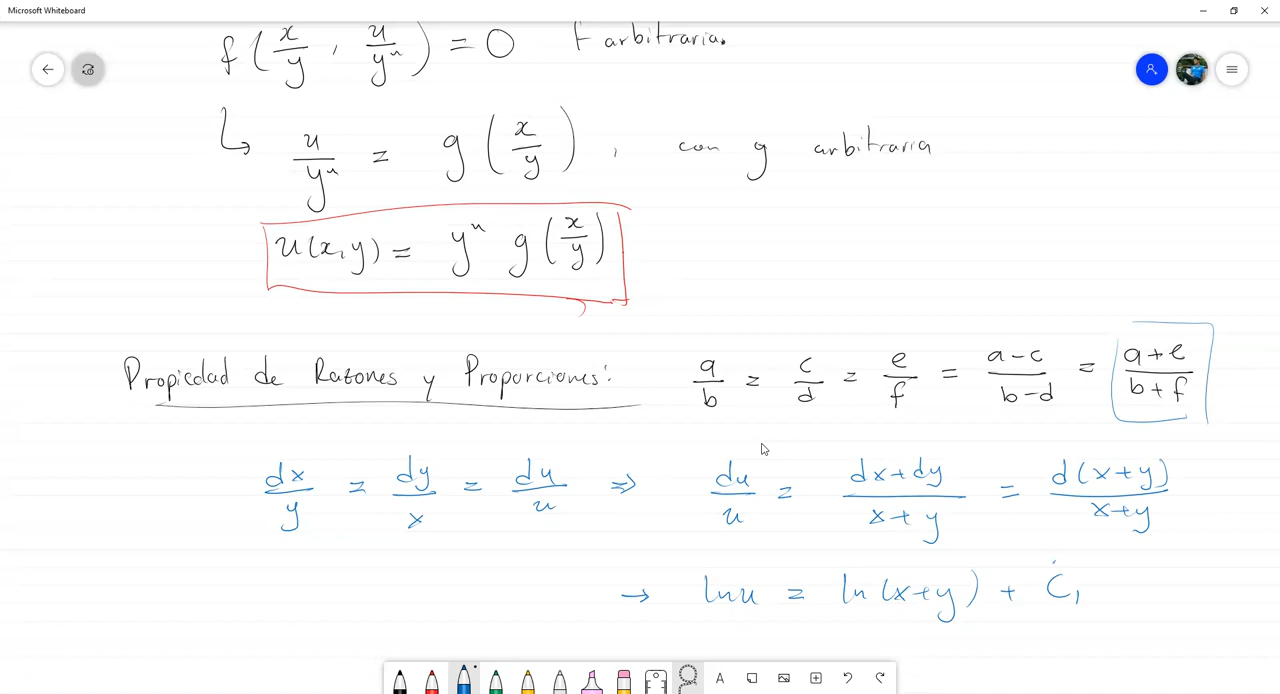 Microsoft Whiteboard
f(x/y, u/yⁿ) = 0 f arbitraria.
↳ u/yⁿ = g(x/y), con g arbitraria
u(x,y) = yⁿ g(x/y)
Propiedad de Razones y Proporciones: a/b = c/d = e/f = (a-c)/(b-d) = (a+e)/(b+f)
dx/y = dy/x = du/u ⇒ du/u = (dx+dy)/(x+y) = d(x+y)/(x+y)
→ ln u = ln(x+y) + C₁
A